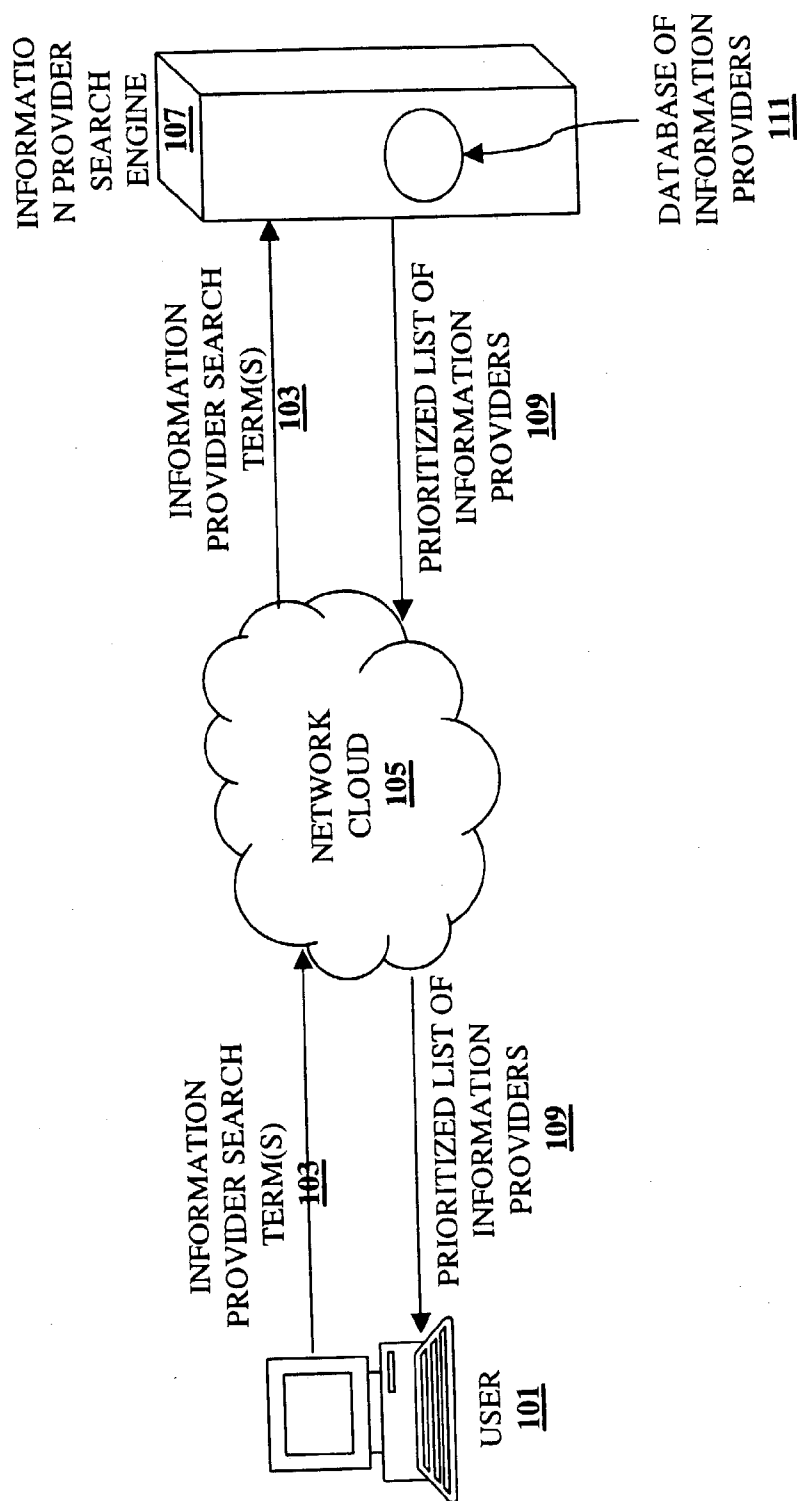 INFORMATION
PROVIDER SEARCH
TERM(S)
103
PRIORITIZED LIST OF
INFORMATION
PROVIDERS
109
USER
101
NETWORK
CLOUD
105
INFORMATION
PROVIDER SEARCH
TERM(S)
103
PRIORITIZED LIST OF
INFORMATION
PROVIDERS
109
INFORMATIO
N PROVIDER
SEARCH
ENGINE
107
DATABASE OF
INFORMATION
PROVIDERS
111